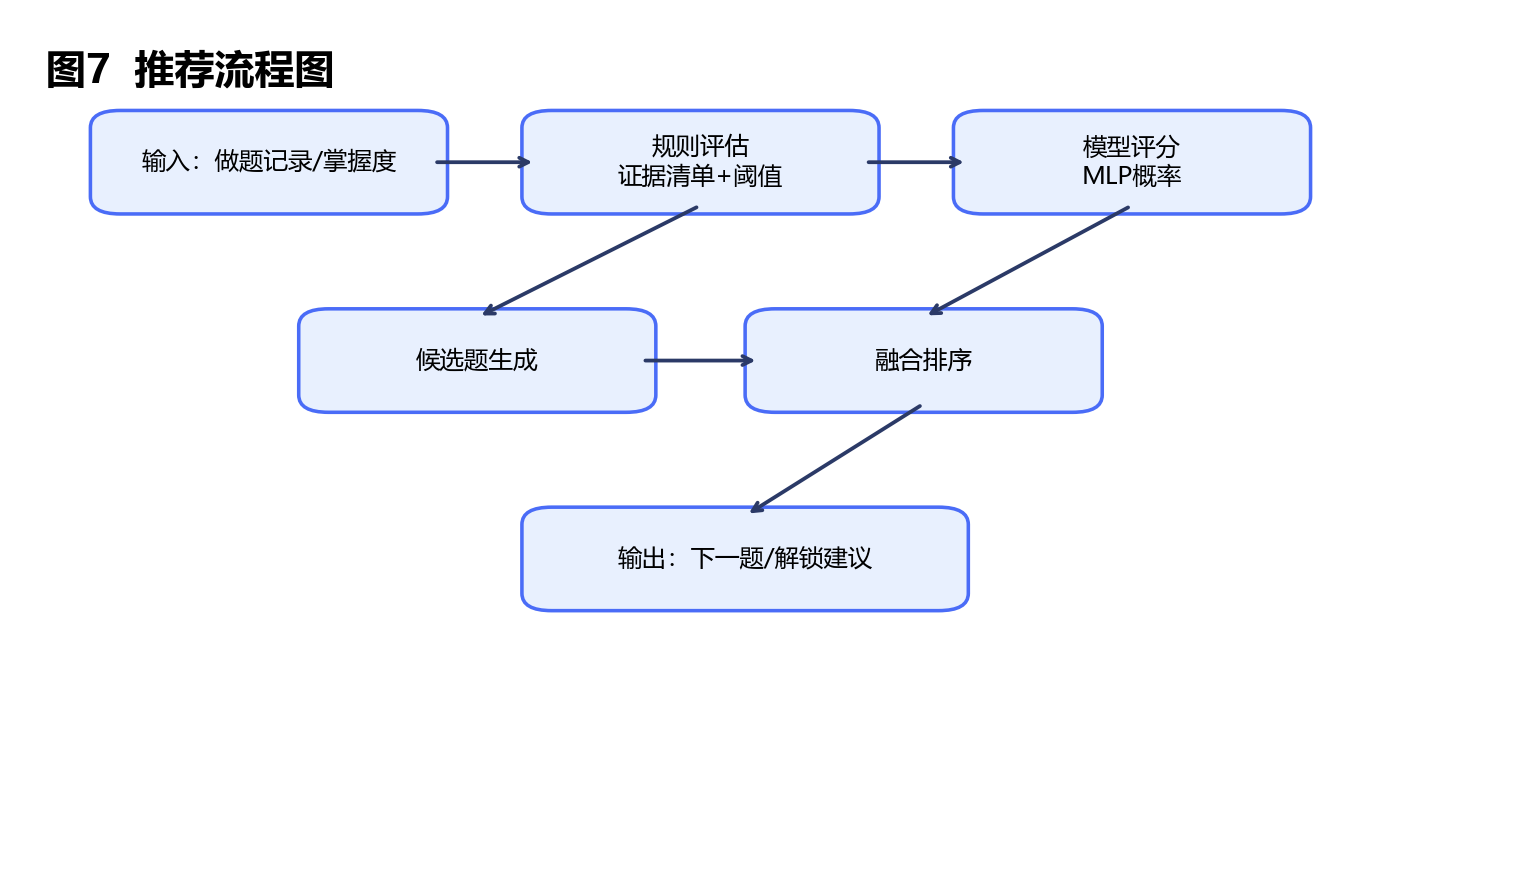 图7 推荐流程图
输入：做题记录/掌握度
规则评估
证据清单+阈值
模型评分
MLP概率
候选题生成
融合排序
输出：下一题/解锁建议